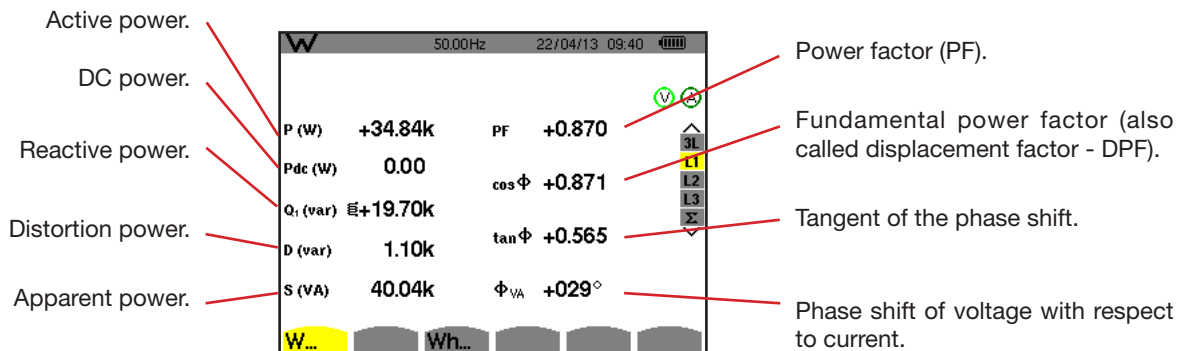 Active power.
DC power.
Reactive power.
Distortion power.
Apparent power.
W 50.00Hz 22/04/13 09:40
V A
P (W) +34.84k PF +0.870
Pdc (W) 0.00
cos Φ +0.871
Q₁ (var) +19.70k
tan Φ +0.565
D (var) 1.10k
S (VA) 40.04k Φ VA +029°
3L
L1
L2
L3
Σ
W... Wh...
Power factor (PF).
Fundamental power factor (also
called displacement factor - DPF).
Tangent of the phase shift.
Phase shift of voltage with respect
to current.